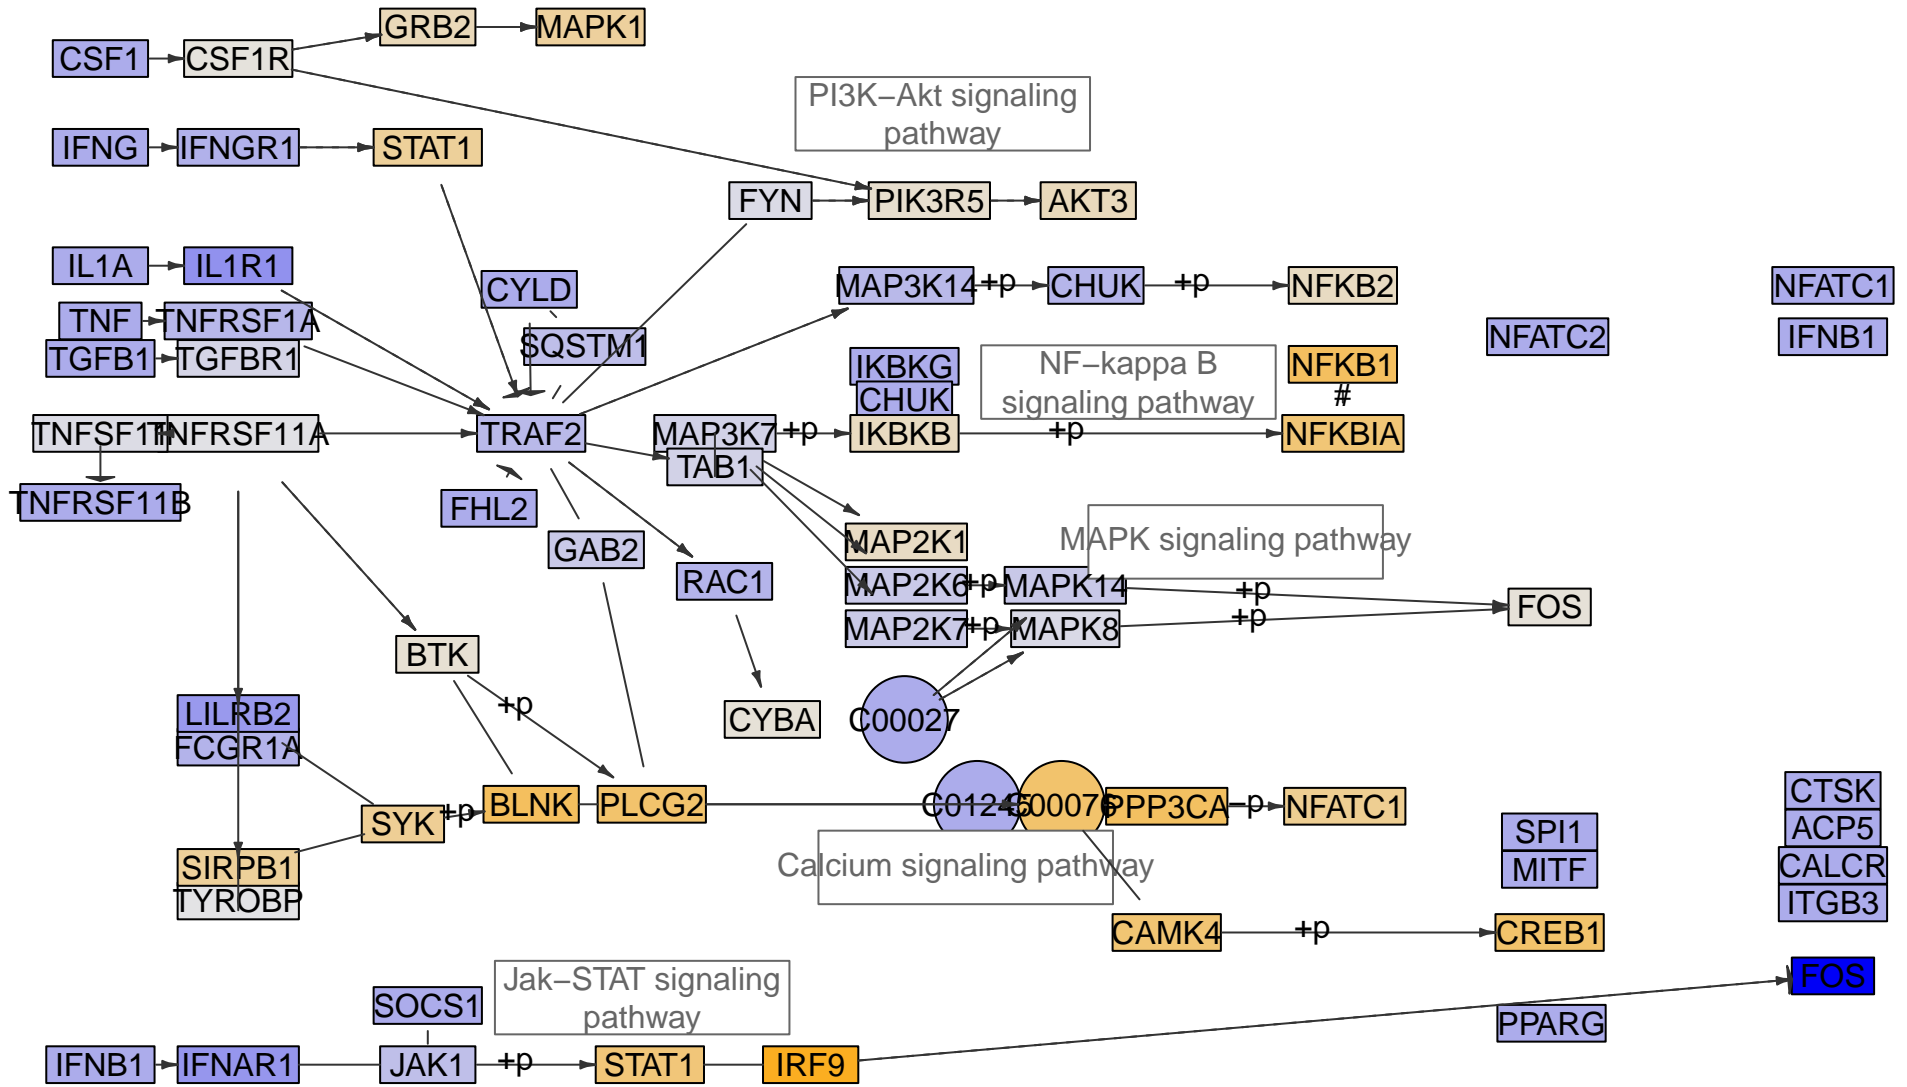 GRB2
MAPK1
CSF1
CSF1R
PI3K–Akt signaling
pathway
IFNG
IFNGR1
STAT1
FYN
PIK3R5
AKT3
IL1A
IL1R1
CYLD
MAP3K14
+p
CHUK
+p
NFKB2
NFATC1
TNF
TNFRSF1A
SQSTM1
NFATC2
IFNB1
TGFB1
TGFBR1
IKBKG
NF–kappa B
signaling pathway
NFKB1
CHUK
#
TNFRSF11A
TRAF2
MAP3K7
+p
IKBKB
+p
NFKBIA
TAB1
TNFRSF11B
FHL2
GAB2
MAP2K1
MAPK signaling pathway
RAC1
MAP2K6
+p
MAPK14
+p
FOS
MAP2K7
+p
MAPK8
+p
BTK
+p
LILRB2
CYBA
C00027
FCGR1A
SYK
+p
BLNK
PLCG2
C01245
C00076
PPP3CA
–p
NFATC1
CTSK
SPI1
ACP5
SIRPB1
Calcium signaling pathway
MITF
CALCR
TYROBP
ITGB3
CAMK4
+p
CREB1
SOCS1
Jak–STAT signaling
pathway
FOS
PPARG
IFNB1
IFNAR1
JAK1
+p
STAT1
IRF9